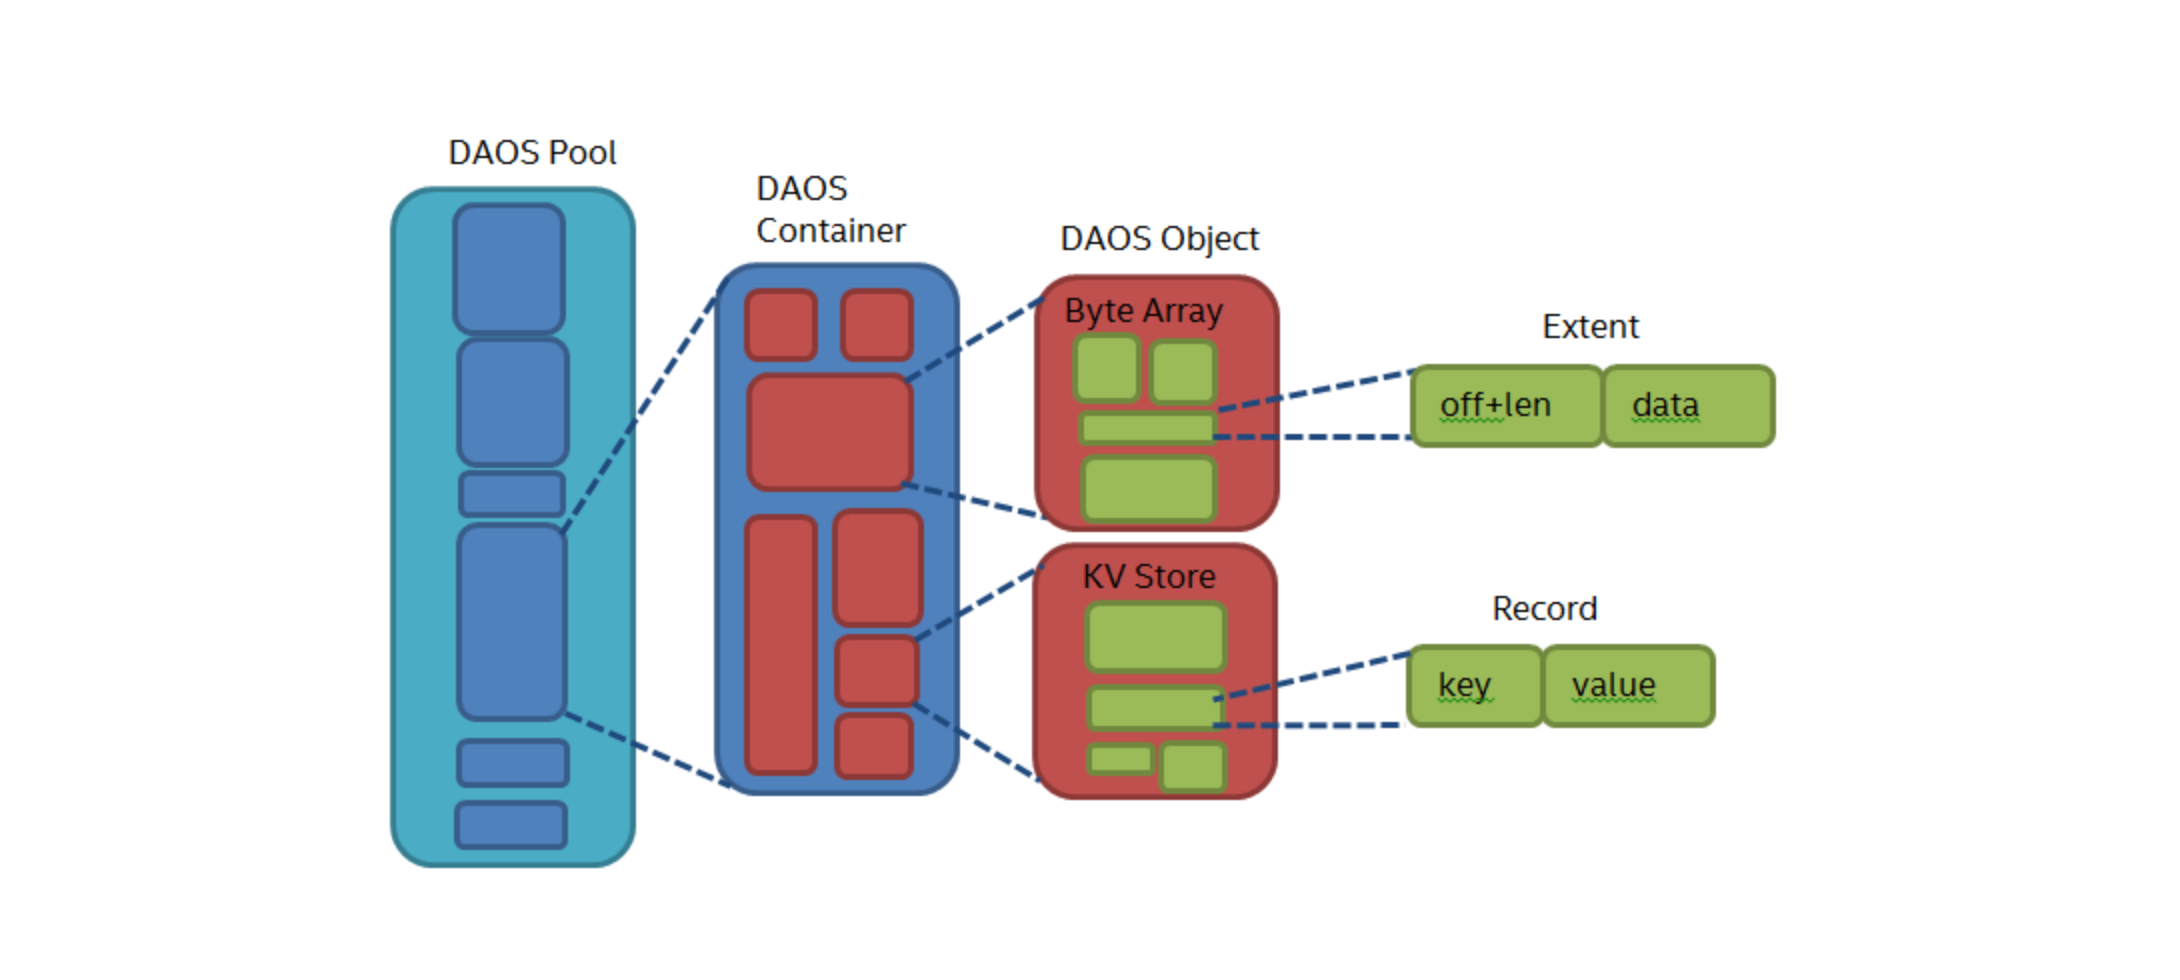 DAOS Pool
DAOS
Container
DAOS Object
Byte Array
Extent
off+len
data
KV Store
Record
key
value